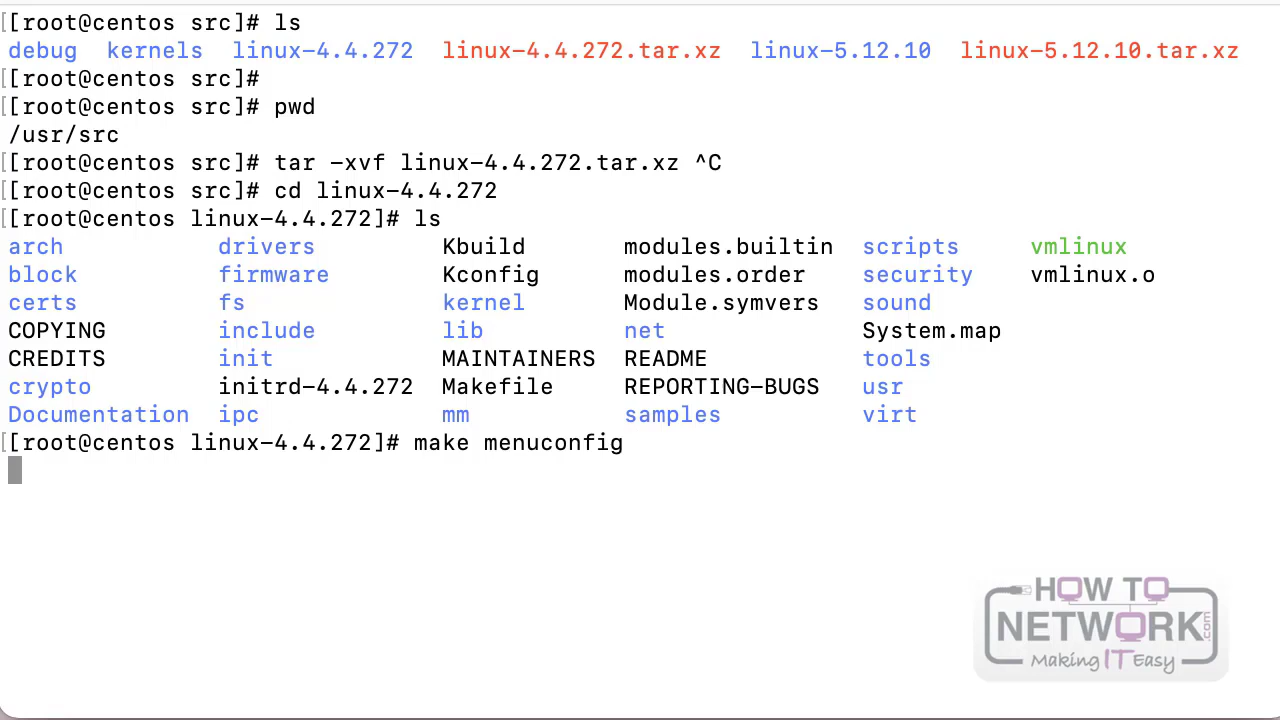 [[root@centos src]# ls
debug kernels linux-4.4.272 linux-4.4.272.tar.xz linux-5.12.10 linux-5.12.10.tar.xz
[[root@centos src]#
[[root@centos src]# pwd
/usr/src
[[root@centos src]# tar -xvf linux-4.4.272.tar.xz ^C
[[root@centos src]# cd linux-4.4.272
[[root@centos linux-4.4.272]# ls
arch drivers Kbuild modules.builtin scripts vmlinux
block firmware Kconfig modules.order security vmlinux.o
certs fs kernel Module.symvers sound
COPYING include lib net System.map
CREDITS init MAINTAINERS README tools
crypto initrd-4.4.272 Makefile REPORTING-BUGS usr
Documentation ipc mm samples virt
[[root@centos linux-4.4.272]# make menuconfig
HOW TO
NETWORK.com
Making IT Easy